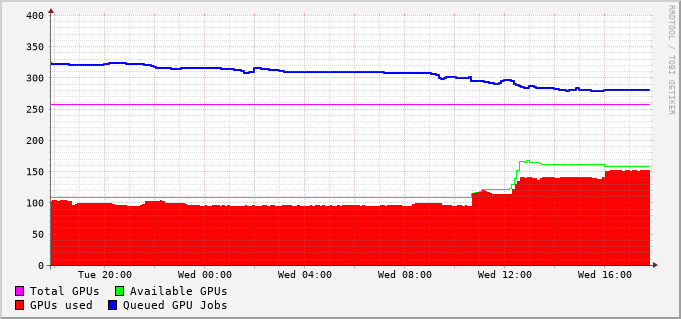 400
350
300
250
200
150
100
50
0
Tue 20:00 Wed 00:00 Wed 04:00 Wed 08:00 Wed 12:00 Wed 16:00
Total GPUs Available GPUs
GPUs used Queued GPU Jobs
RRDTOOL / TOBI OETIKER